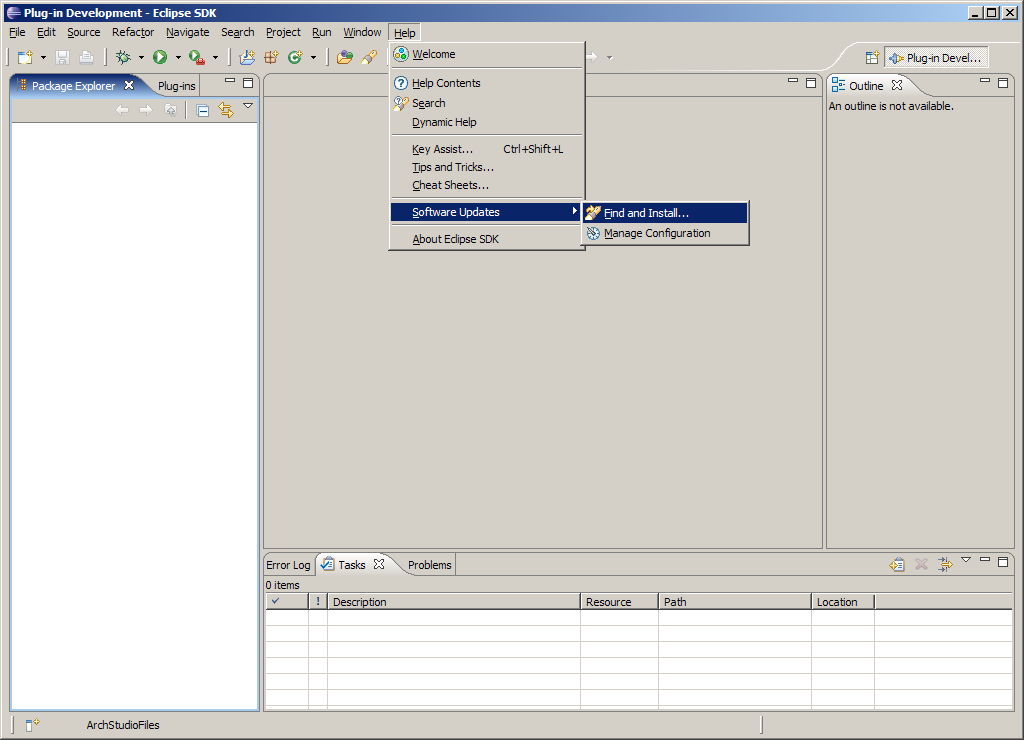 Plug-in Development - Eclipse SDK
File Edit Source Refactor Navigate Search Project Run Window Help
Plug-in Devel...
Welcome
Help Contents
Search
Dynamic Help
Key Assist... Ctrl+Shift+L
Tips and Tricks...
Cheat Sheets...
Software Updates
About Eclipse SDK
Find and Install...
Manage Configuration
Package Explorer Plug-ins
Outline
An outline is not available.
Error Log Tasks Problems
0 items
! Description Resource Path Location
ArchStudioFiles